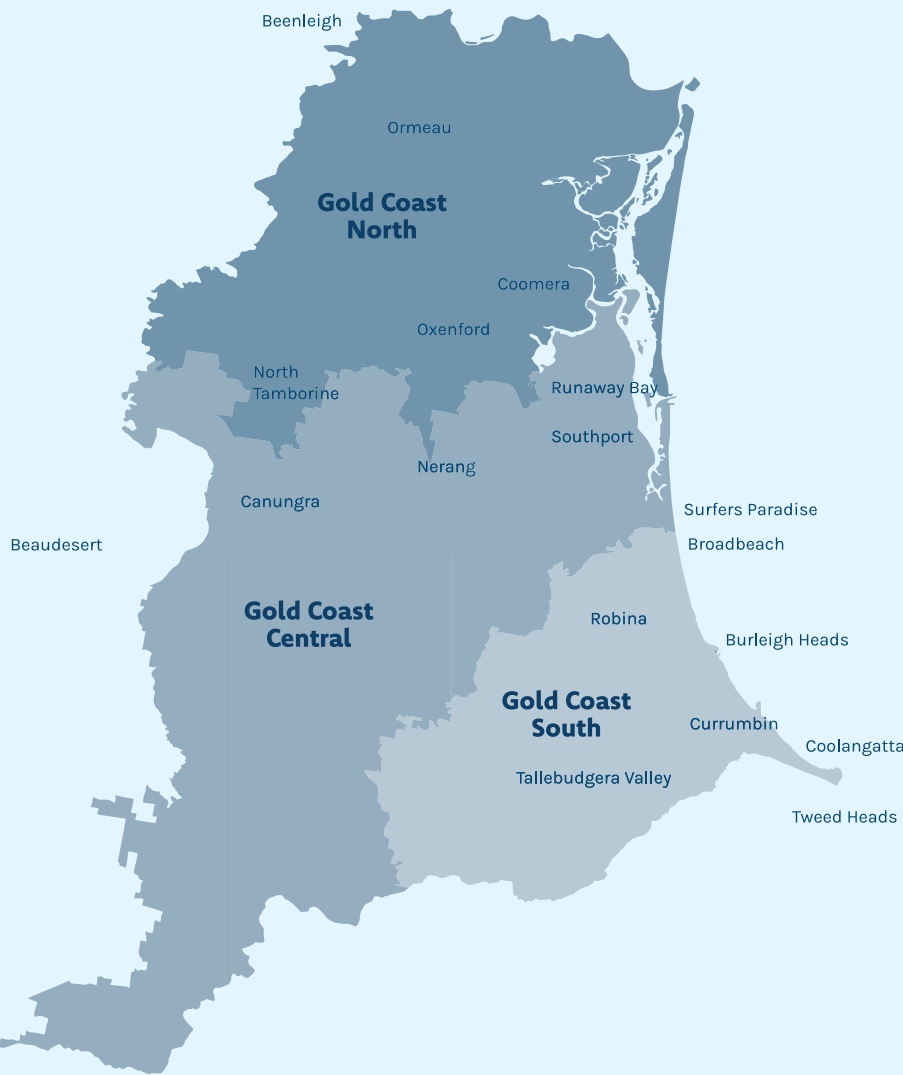 Beenleigh
Ormeau
Gold Coast
North
Coomera
Oxenford
North
Tamborine
Runaway Bay
Southport
Nerang
Canungra
Surfers Paradise
Beaudesert
Broadbeach
Gold Coast
Central
Robina
Burleigh Heads
Gold Coast
South
Currumbin
Coolangatta
Tallebudgera Valley
Tweed Heads